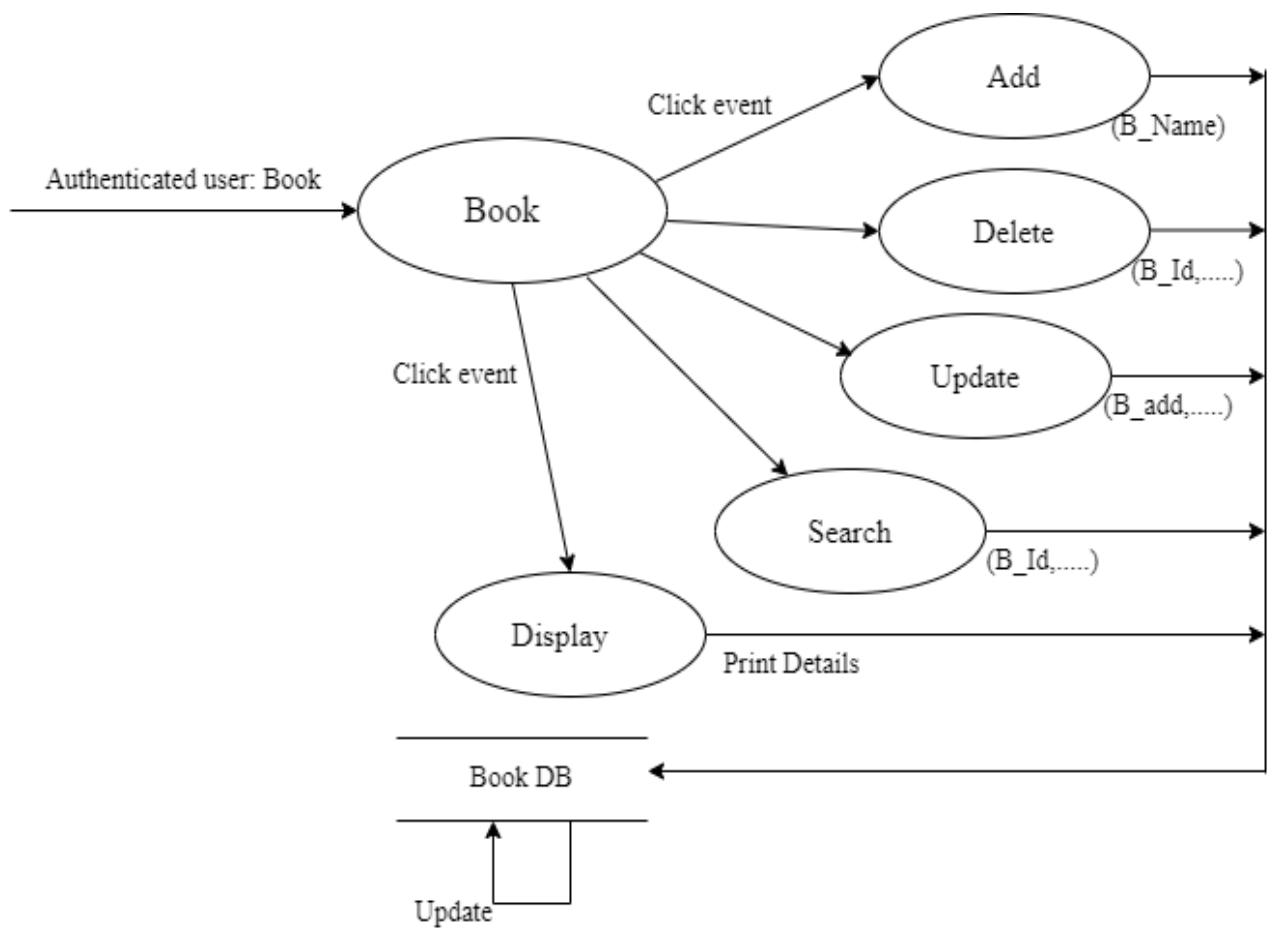 Add
Click event
(B_Name)
Authenticated user: Book
Book
Delete
(B_Id,.....)
Click event
Update
(B_add,.....)
Search
(B_Id,.....)
Display
Print Details
Book DB
Update